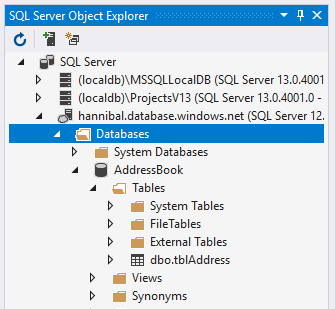 SQL Server Object Explorer
SQL Server
(localdb)\MSSQLLocalDB (SQL Server 13.0.4001
(localdb)\ProjectsV13 (SQL Server 13.0.4001.0 -
hannibal.database.windows.net (SQL Server 12.
Databases
System Databases
AddressBook
Tables
System Tables
FileTables
External Tables
dbo.tblAddress
Views
Synonyms